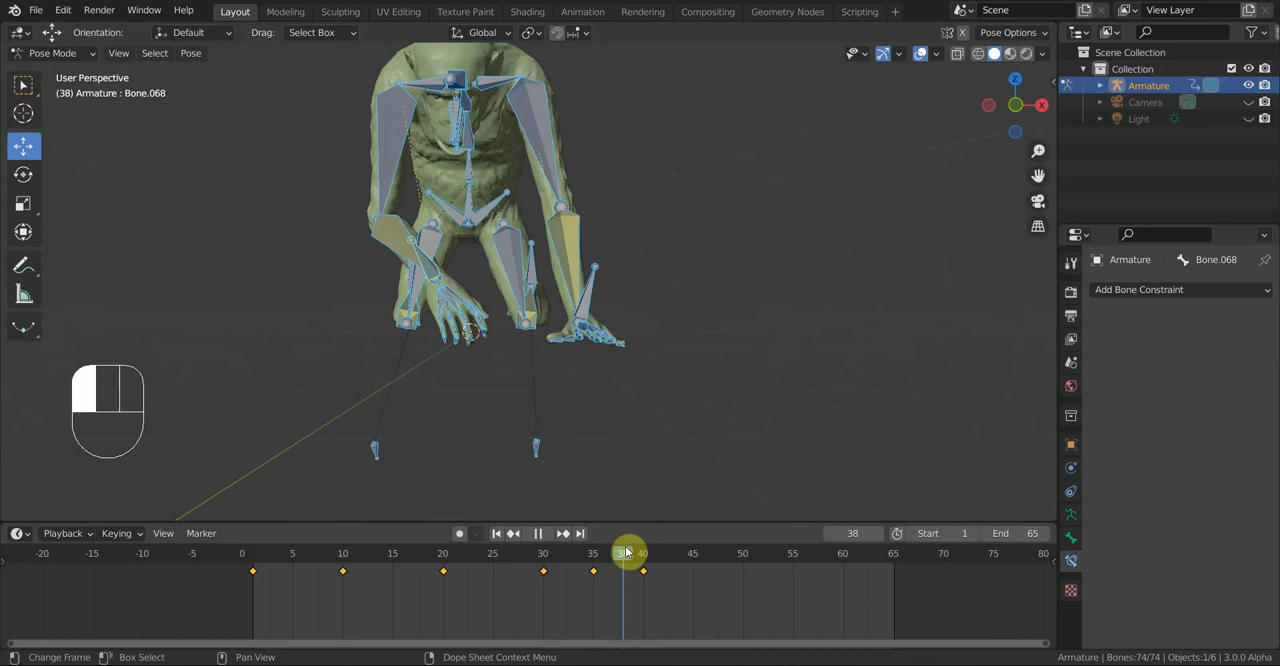 File Edit Render Window Help Layout Modeling Sculpting UV Editing Texture Paint Shading Animation Rendering Compositing Geometry Nodes Scripting + Scene View Layer
Orientation: Default Drag: Select Box Global X Pose Options
Pose Mode View Select Pose
User Perspective
(38) Armature : Bone.068
Z
X
Scene Collection
Collection
Armature
Camera
Light
Armature Bone.068
Add Bone Constraint
Playback Keying View Marker 38 Start 1 End 65
-20 -15 -10 -5 0 5 10 15 20 25 30 35 38 40 45 50 55 60 65 70 75 80
Change Frame Box Select Pan View Dope Sheet Context Menu Armature | Bones:74/74 | Objects:1/6 | 3.0.0 Alpha